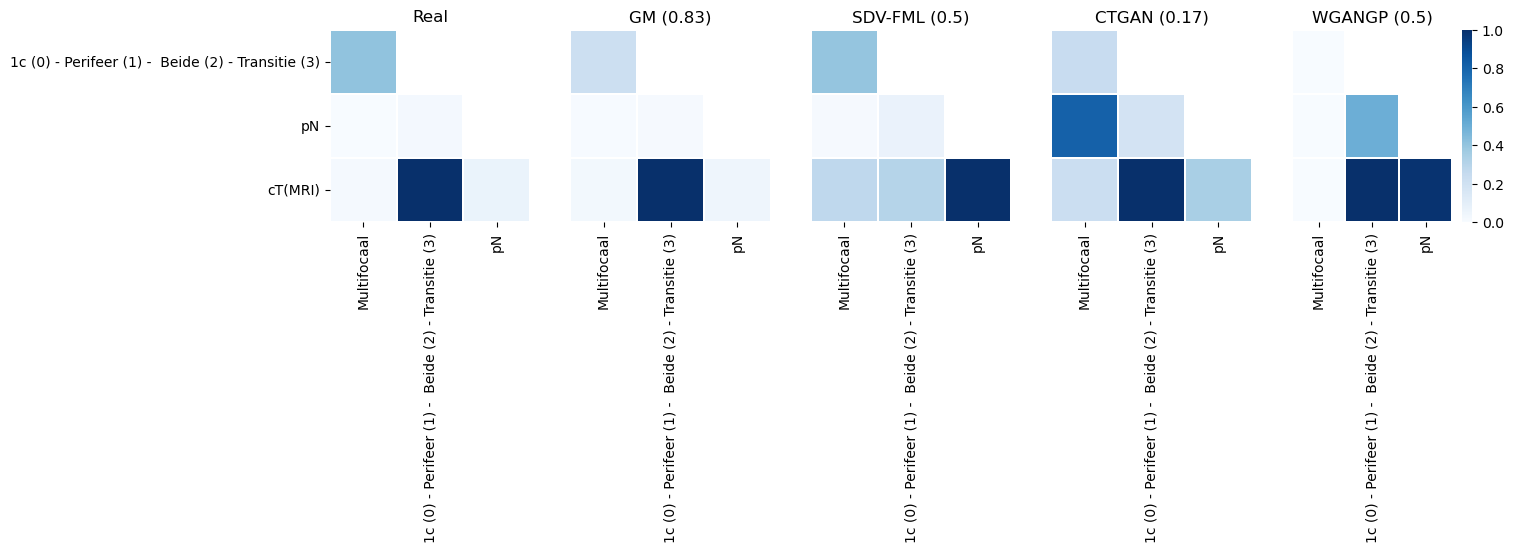 Real
GM (0.83)
SDV-FML (0.5)
CTGAN (0.17)
WGANGP (0.5)
1c (0) - Perifeer (1) -  Beide (2) - Transitie (3)
pN
cT(MRI)
1.0
0.8
0.6
0.4
0.2
0.0
Multifocaal
1c (0) - Perifeer (1) -  Beide (2) - Transitie (3)
pN
Multifocaal
1c (0) - Perifeer (1) -  Beide (2) - Transitie (3)
pN
Multifocaal
1c (0) - Perifeer (1) -  Beide (2) - Transitie (3)
pN
Multifocaal
1c (0) - Perifeer (1) -  Beide (2) - Transitie (3)
pN
Multifocaal
1c (0) - Perifeer (1) -  Beide (2) - Transitie (3)
pN